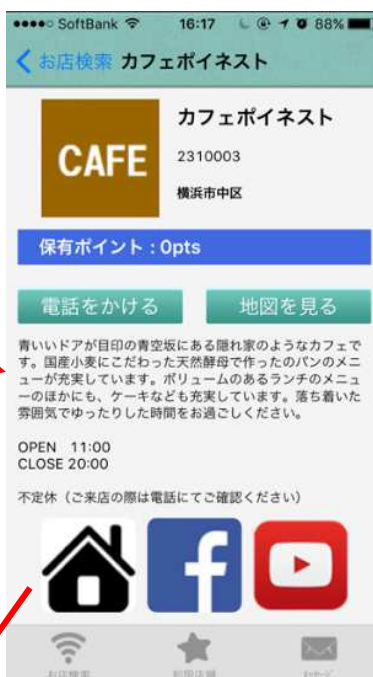 SoftBank 16:17 88%
お店検索 カフェポイネスト
CAFE
カフェポイネスト
2310003
横浜市中区
保有ポイント : 0pts
電話をかける 地図を見る
青いいドアが目印の青空坂にある隠れ家のようなカフェで
す。国産小麦にこだわった天然酵母で作ったのパンのメニ
ューが充実しています。ボリュームのあるランチのメニュ
ーのほかにも、ケーキなども充実しています。落ち着いた
雰囲気でゆったりした時間をお過ごしください。
OPEN 11:00
CLOSE 20:00
不定休（ご来店の際は電話にてご確認ください）
f
お店検索